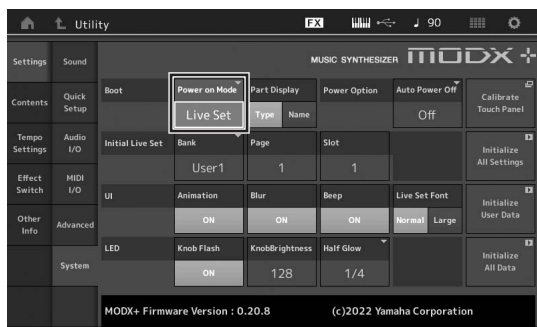 Utility FX 90
Settings Sound MUSIC SYNTHESIZER MODX+
Boot Power on Mode Part Display Power Option Auto Power Off Calibrate Touch Panel
Contents Quick Setup Live Set Type Name Off
Tempo Settings Audio I/O Initial Live Set Bank Page Slot Initialize All Settings
User1 1 1
Effect Switch MIDI I/O UI Animation Blur Beep Live Set Font Initialize User Data
Other Info Advanced ON ON ON Normal Large
System LED Knob Flash KnobBrightness Half Glow Initialize All Data
ON 128 1/4
MODX+ Firmware Version : 0.20.8 (c)2022 Yamaha Corporation